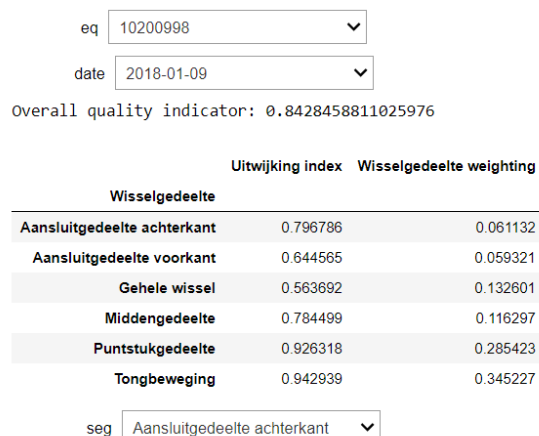 eq 10200998
date 2018-01-09
Overall quality indicator: 0.8428458811025976
Uitwijking index Wisselgedeelte weighting
Wisselgedeelte
Aansluitgedeelte achterkant 0.796786 0.061132
Aansluitgedeelte voorkant 0.644565 0.059321
Gehele wissel 0.563692 0.132601
Middengedeelte 0.784499 0.116297
Puntstukgedeelte 0.926318 0.285423
Tongbeweging 0.942939 0.345227
seg Aansluitgedeelte achterkant